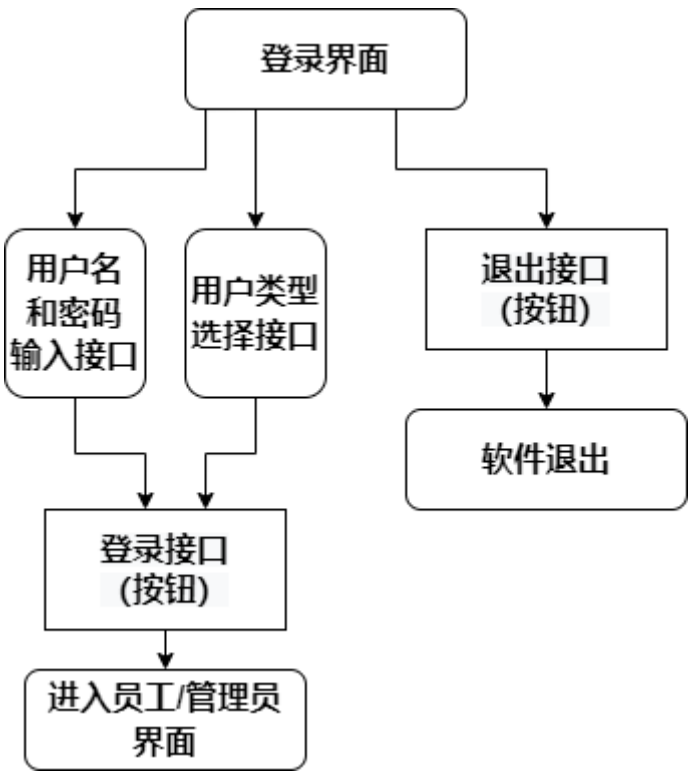 登录界面
用户名
和密码
输入接口
用户类型
选择接口
退出接口
(按钮)
软件退出
登录接口
(按钮)
进入员工/管理员
界面